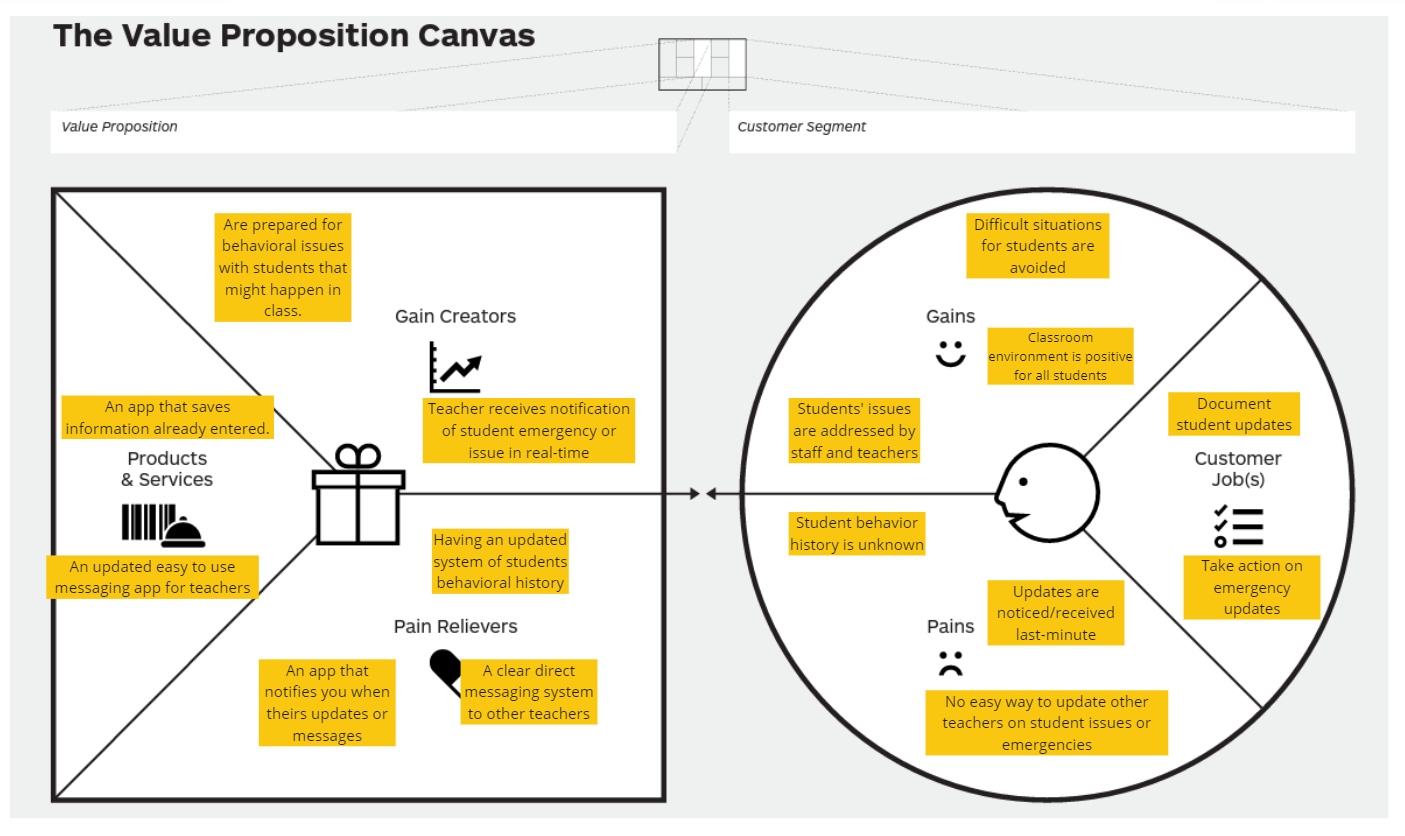 The Value Proposition Canvas
Value Proposition
Customer Segment
Are prepared for
behavioral issues
with students that
might happen in
class.
Gain Creators
Teacher receives notification
of student emergency or
issue in real-time
An app that saves
information already entered.
Products
& Services
An updated easy to use
messaging app for teachers
Having an updated
system of students
behavioral history
Pain Relievers
An app that
notifies you when
theirs updates or
messages
A clear direct
messaging system
to other teachers
Difficult situations
for students are
avoided
Gains
Classroom
environment is positive
for all students
Students' issues
are addressed by
staff and teachers
Document
student updates
Customer
Job(s)
Take action on
emergency
updates
Student behavior
history is unknown
Updates are
noticed/received
last-minute
Pains
No easy way to update other
teachers on student issues or
emergencies